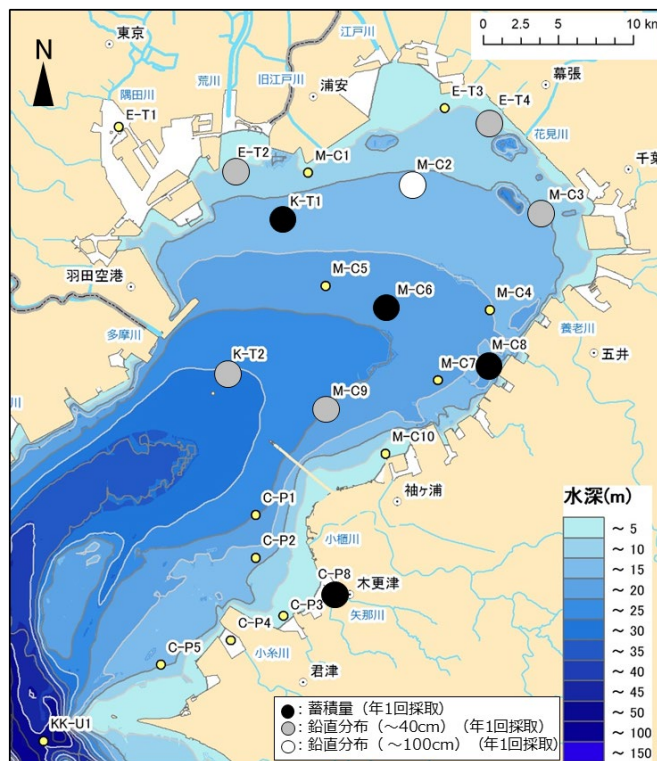 0 2.5 5 10 km
N
東京
江戸川
荒川
旧江戸川
浦安
幕張
隅田川
E-T1
E-T3
E-T4
花見川
E-T2
M-C1
M-C2
千葉
M-C3
K-T1
羽田空港
M-C5
M-C6
M-C4
多摩川
養老川
M-C8
五井
K-T2
M-C7
川
M-C9
M-C10
袖ヶ浦
水深(m)
C-P1
～ 5
小櫃川
～ 10
C-P2
～ 15
C-P8
木更津
～ 20
矢那川
～ 25
C-P3
～ 30
C-P4
～ 35
C-P5
小糸川
～ 40
君津
～ 45
～ 50
KK-U1
～ 100
～ 150
：蓄積量（年1回採取）
：鉛直分布（～40cm）（年1回採取）
：鉛直分布（～100cm）（年1回採取）